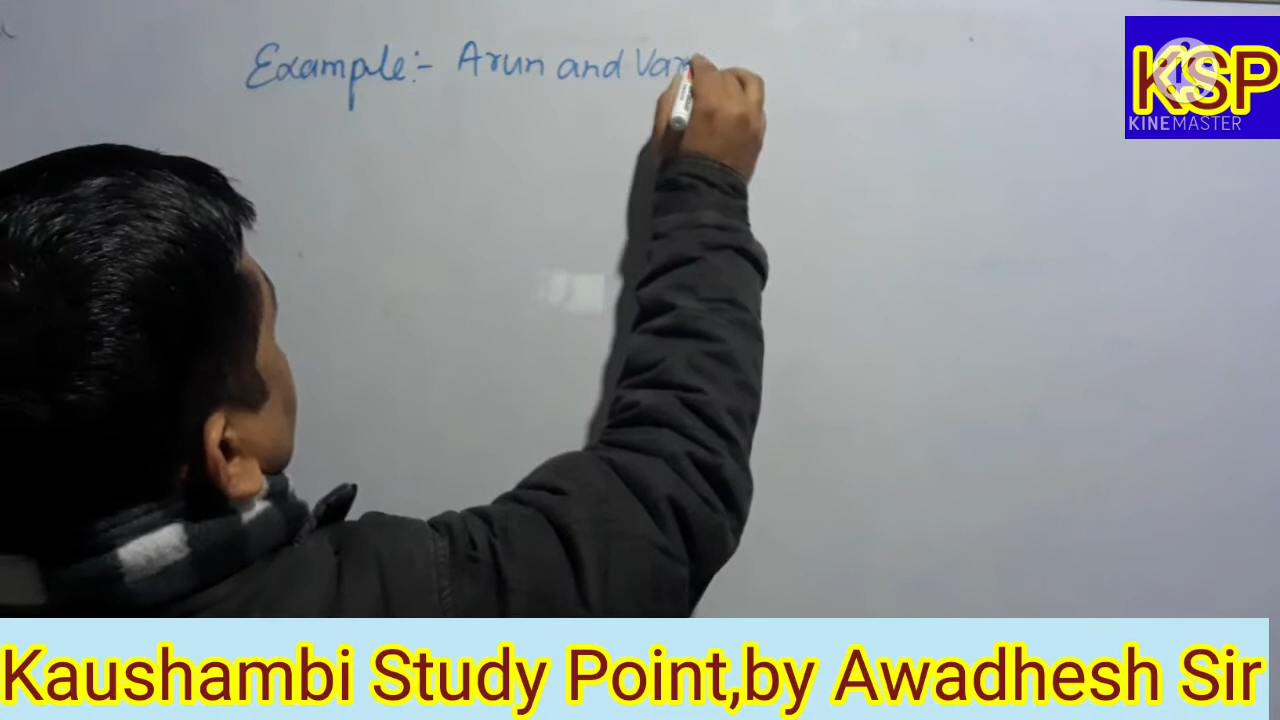 Example:- Arun and Var
KSP
KINEMASTER
Kaushambi Study Point,by Awadhesh Sir